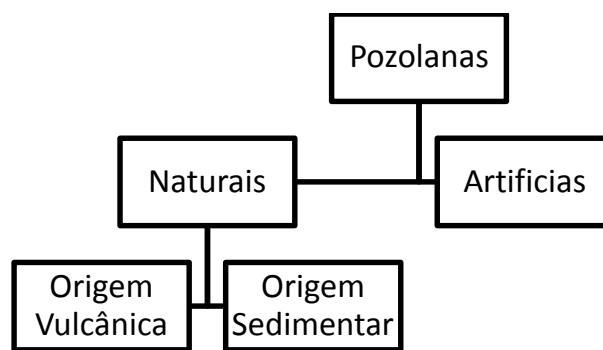 Pozolanas
Naturais
Artificias
Origem
Vulcânica
Origem
Sedimentar